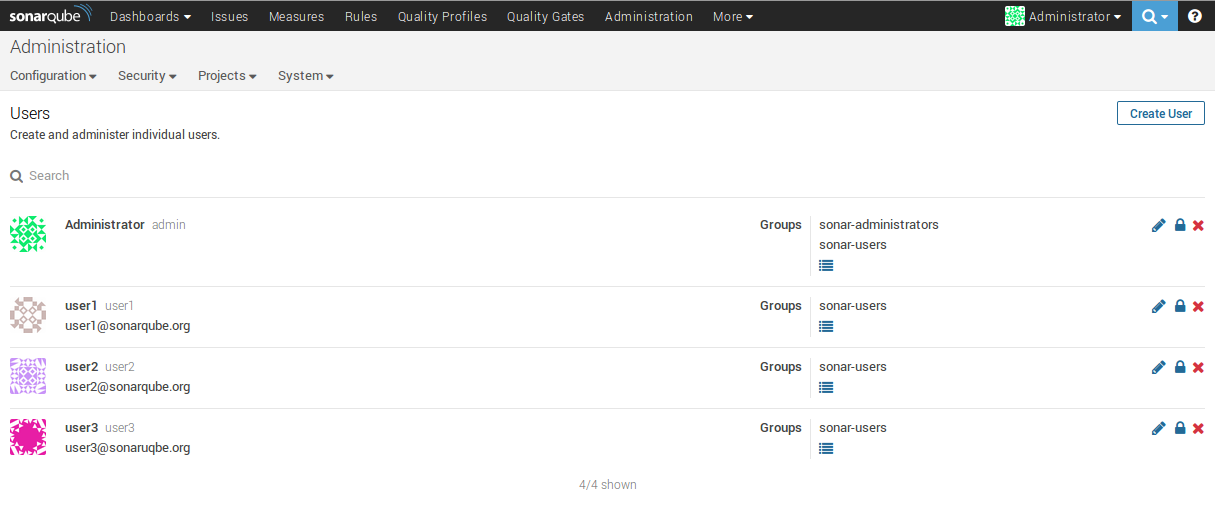 sonarqube Dashboards Issues Measures Rules Quality Profiles Quality Gates Administration More Administrator ?
Administration
Configuration Security Projects System
Users
Create User
Create and administer individual users.
Search
Administrator admin Groups sonar-administrators
sonar-users
user1 user1 Groups sonar-users
user1@sonarqube.org
user2 user2 Groups sonar-users
user2@sonarqube.org
user3 user3 Groups sonar-users
user3@sonaruqbe.org
4/4 shown